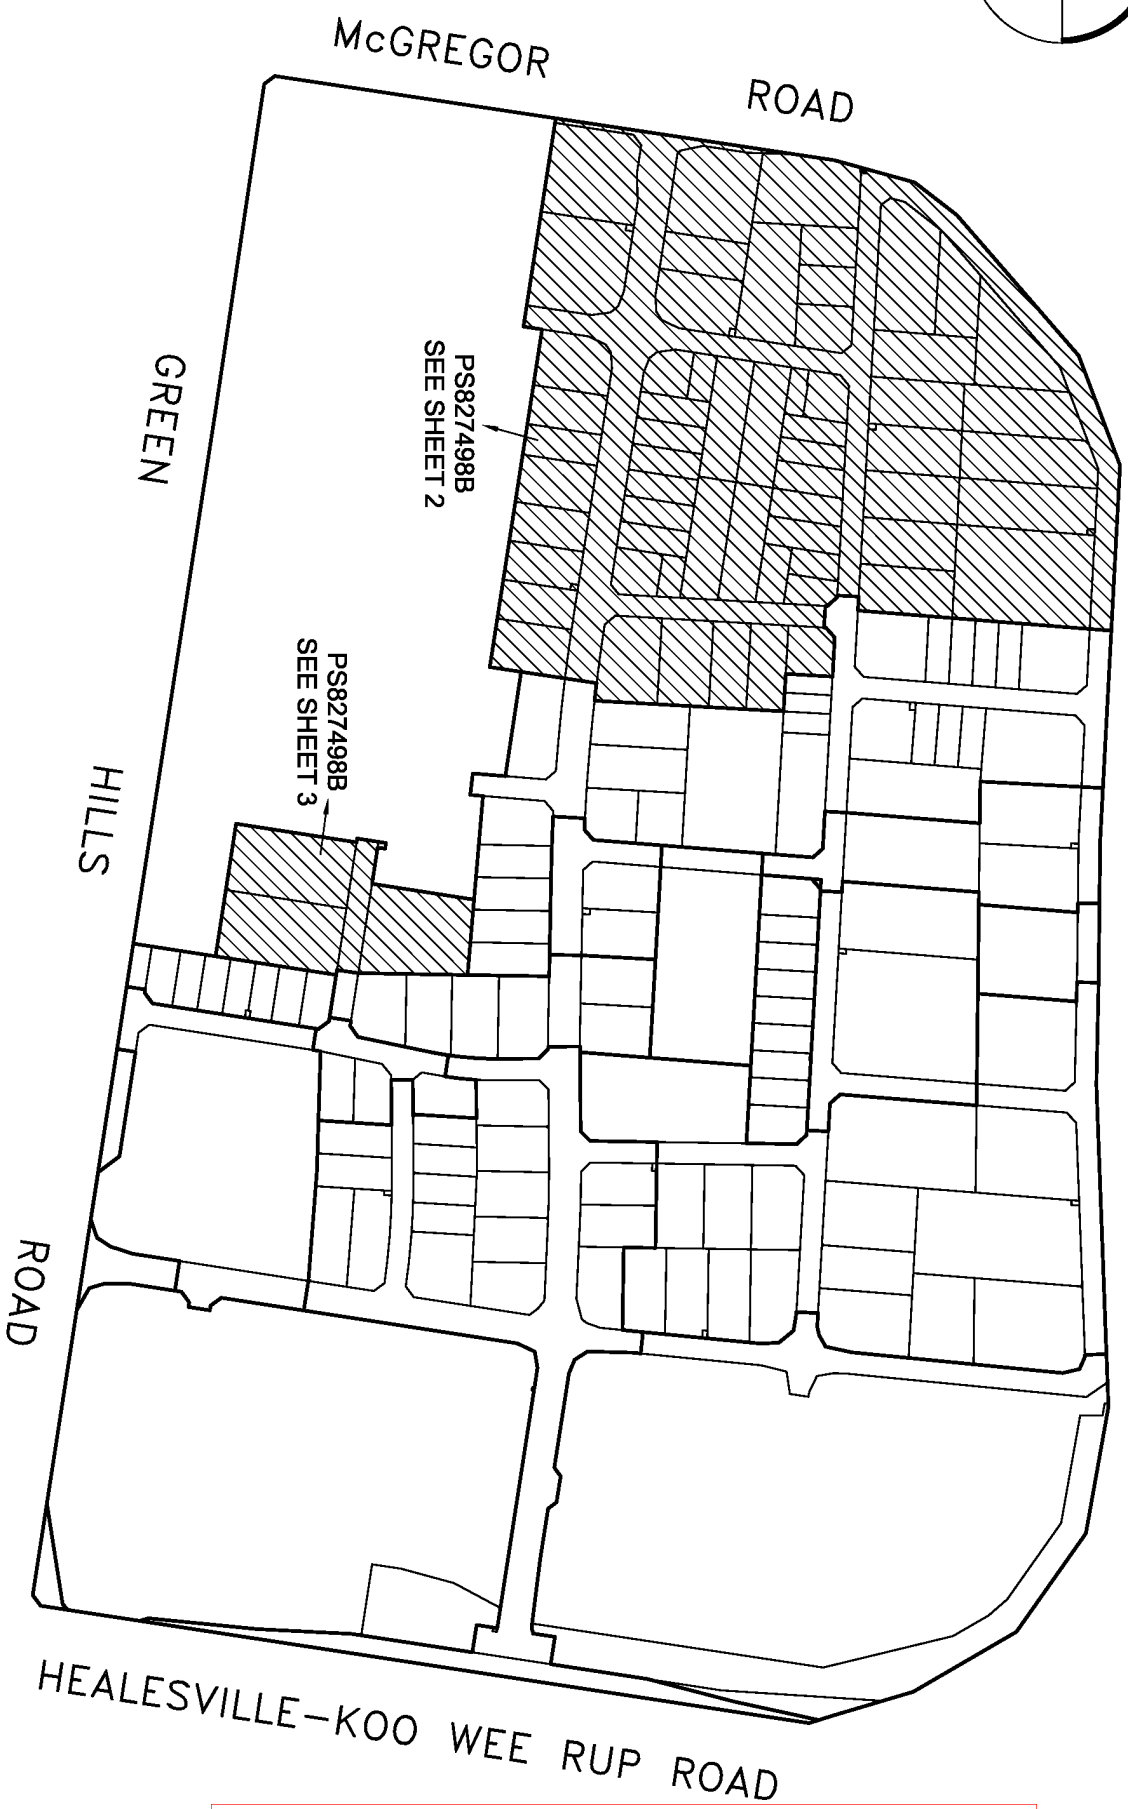 McGREGOR ROAD
GREEN HILLS ROAD
PS827498B
SEE SHEET 2
PS827498B
SEE SHEET 3
HEALESVILLE-KOO WEE RUP ROAD